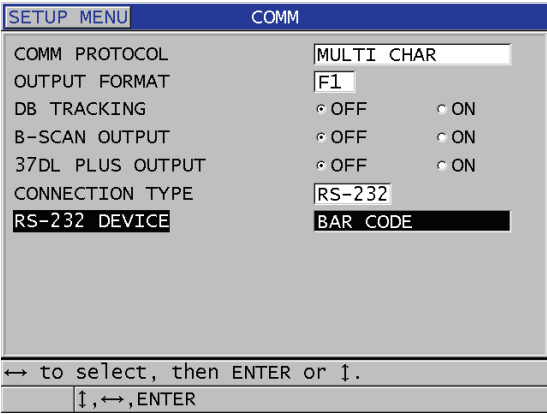 SETUP MENU COMM
COMM PROTOCOL MULTI CHAR
OUTPUT FORMAT F1
DB TRACKING OFF ON
B-SCAN OUTPUT OFF ON
37DL PLUS OUTPUT OFF ON
CONNECTION TYPE RS-232
RS-232 DEVICE BAR CODE
↔ to select, then ENTER or ↕.
↕,↔,ENTER